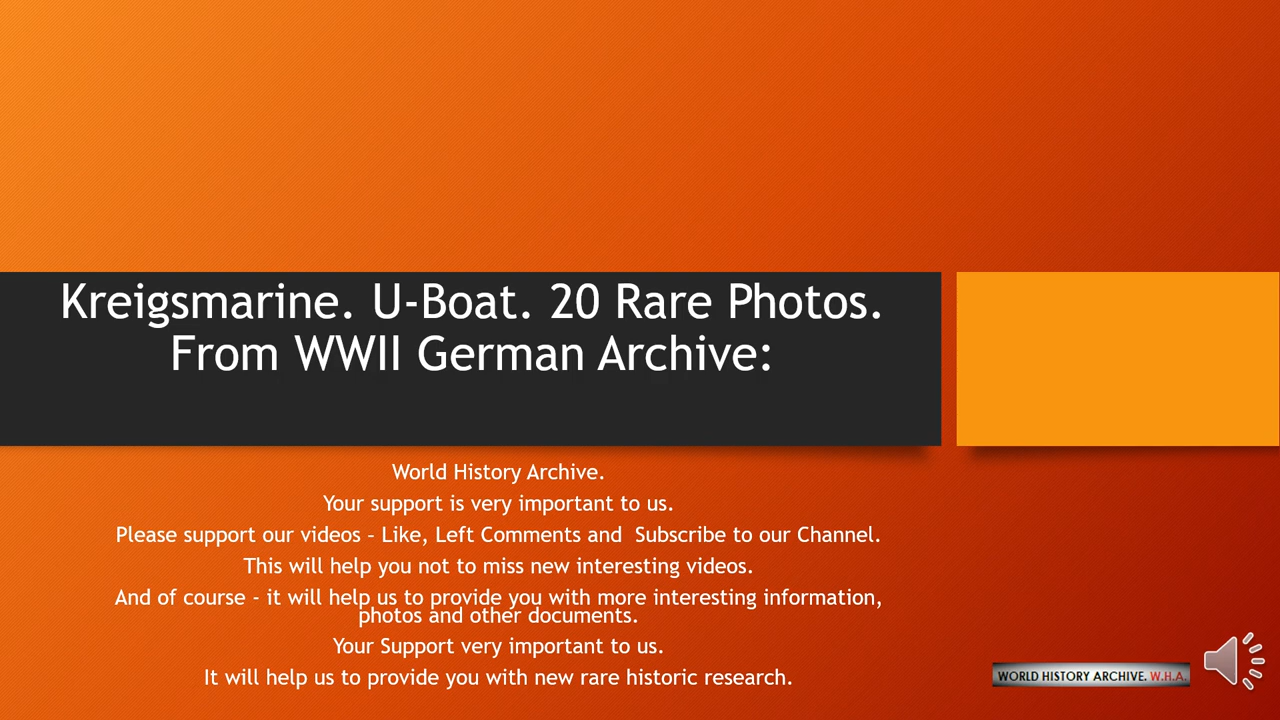 Kreigsmarine. U-Boat. 20 Rare Photos.
From WWII German Archive:
World History Archive.
Your support is very important to us.
Please support our videos – Like, Left Comments and  Subscribe to our Channel.
This will help you not to miss new interesting videos.
And of course - it will help us to provide you with more interesting information,
photos and other documents.
Your Support very important to us.
It will help us to provide you with new rare historic research.
WORLD HISTORY ARCHIVE. W.H.A.